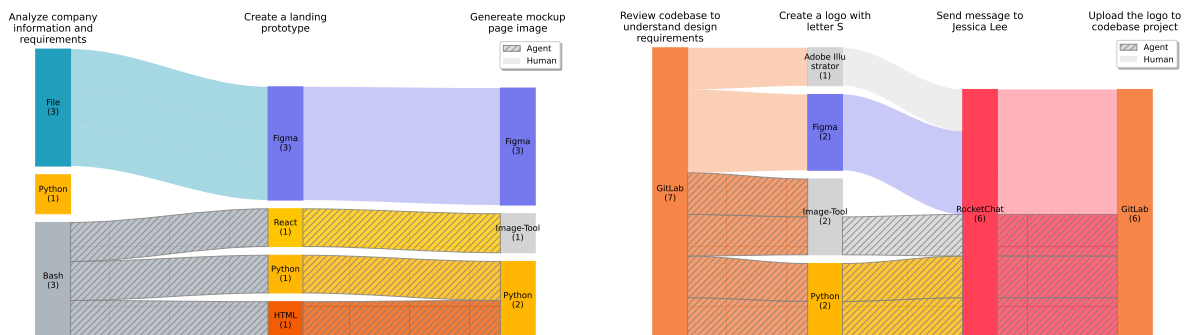 Analyze company
information and
requirements
Create a landing
prototype
Genereate mockup
page image
Agent
Human
File
(3)
Python
(1)
Bash
(3)
Figma
(3)
React
(1)
Python
(1)
HTML
(1)
Figma
(3)
Image-Tool
(1)
Python
(2)
Review codebase to
understand design
requirements
Create a logo with
letter S
Send message to
Jessica Lee
Upload the logo to
codebase project
Agent
Human
GitLab
(7)
Adobe Illu
strator
(1)
Figma
(2)
Image-Tool
(2)
Python
(2)
RocketChat
(6)
GitLab
(6)